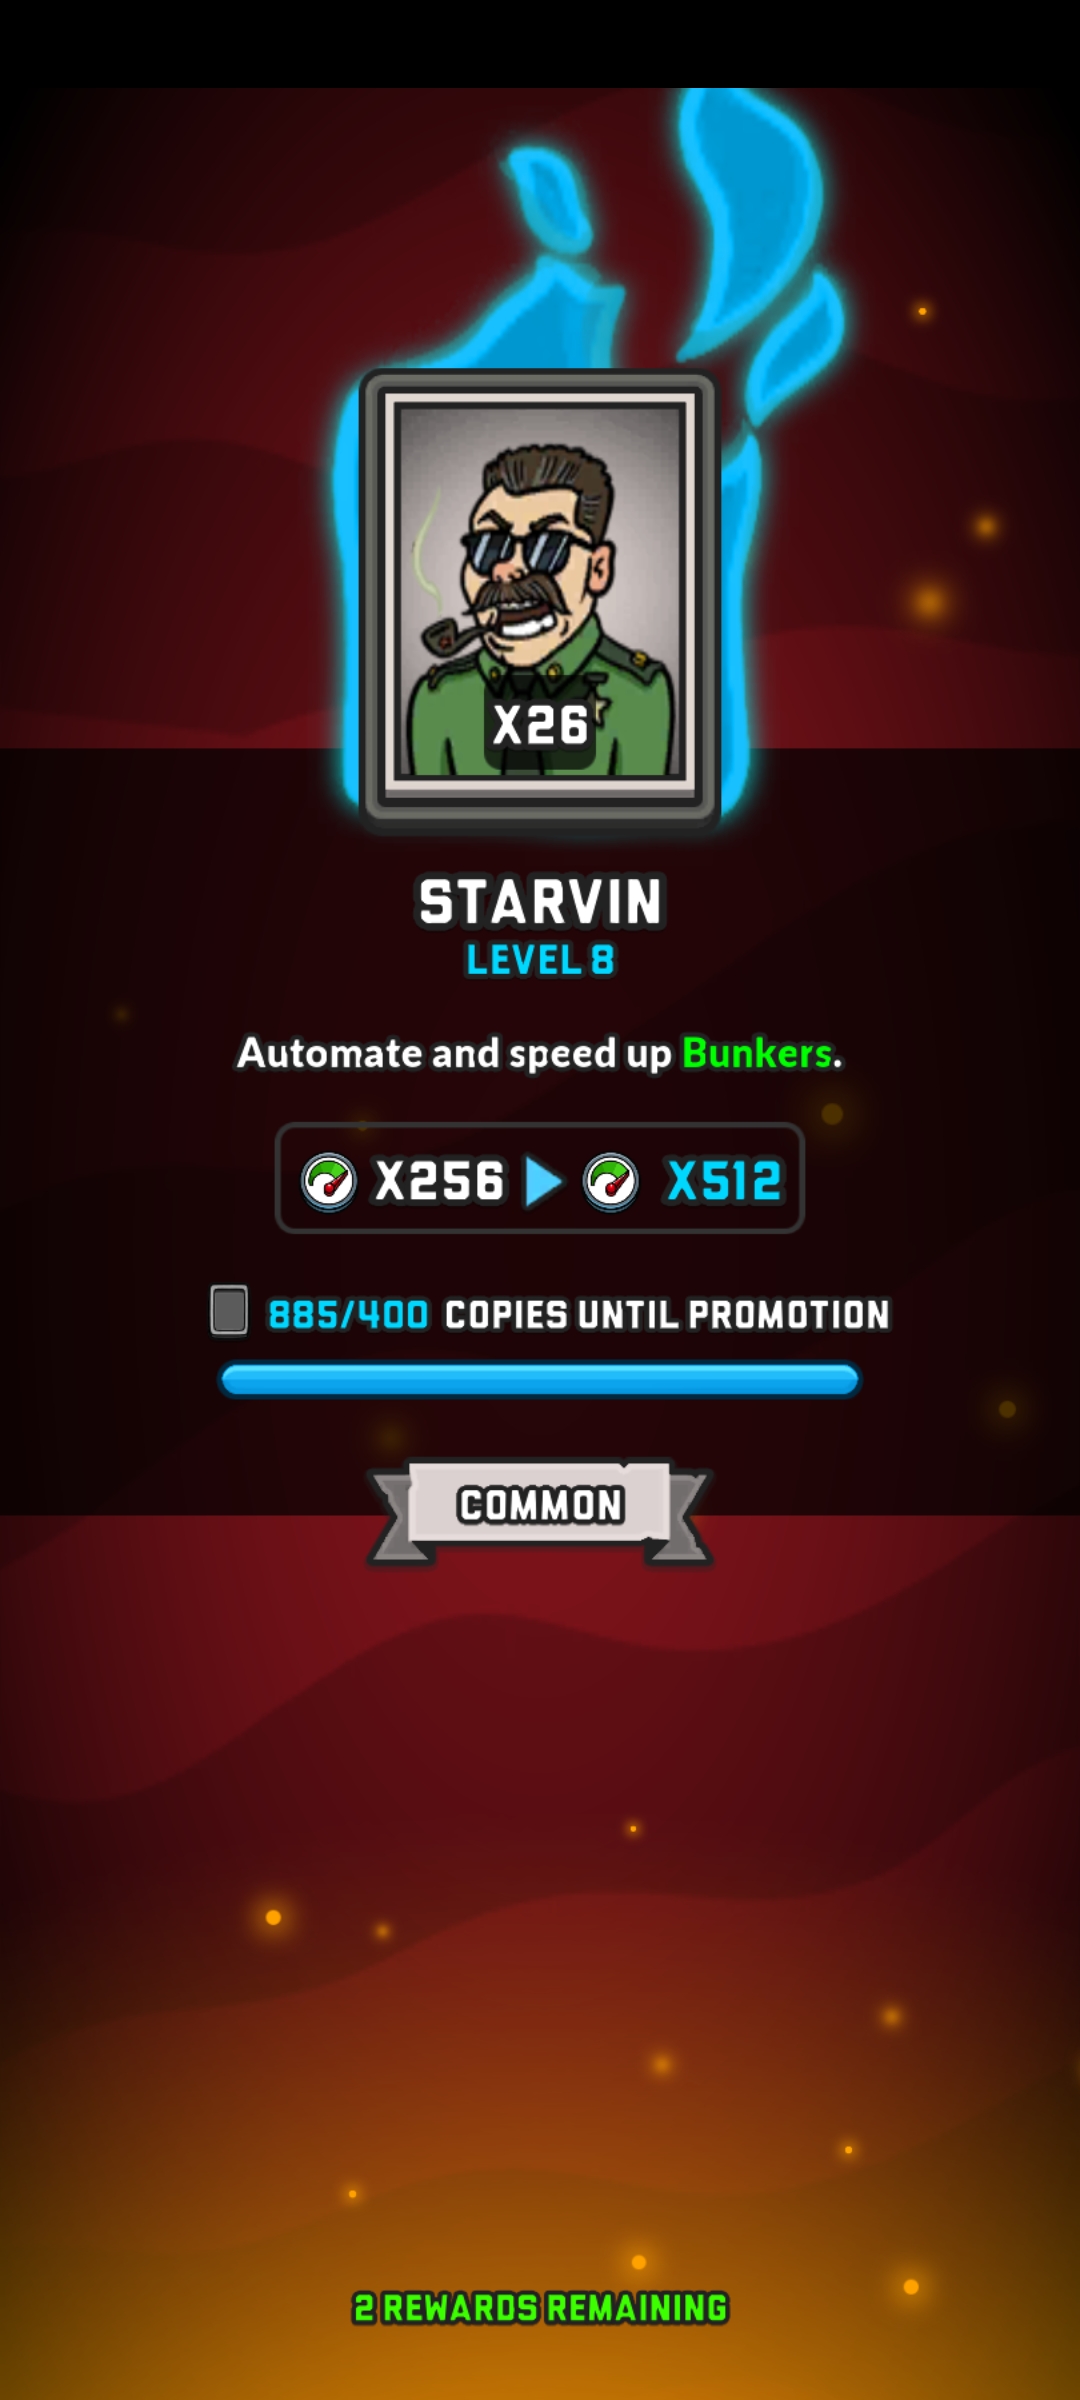 X26
STARVIN
LEVEL 8
Automate and speed up Bunkers.
X256 X512
885/400 COPIES UNTIL PROMOTION
COMMON
2 REWARDS REMAINING